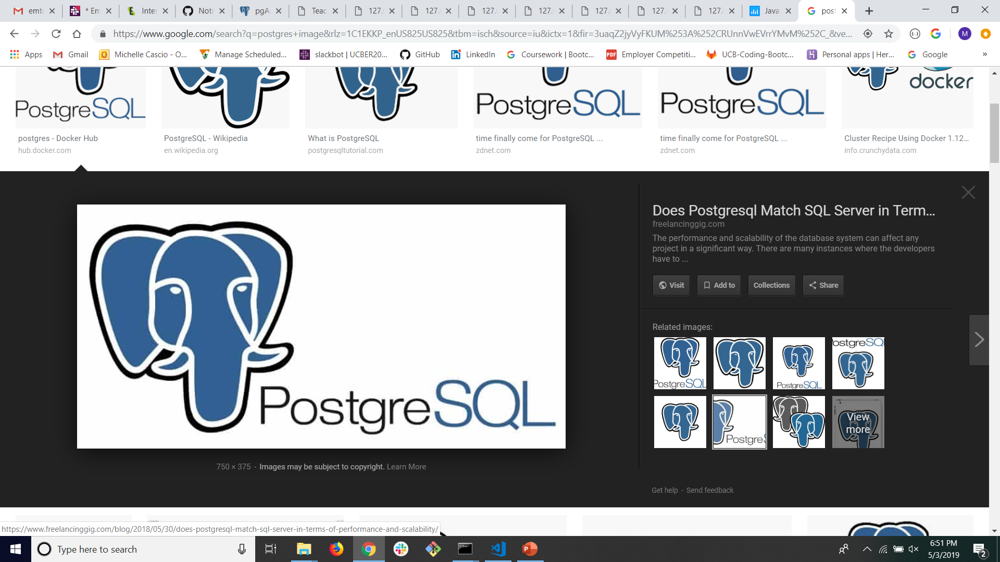 emt
* Em
Inter
Noti
pgA
Teac
127.
127.
127.
127.
127.
127.
127.
Java
post
https://www.google.com/search?q=postgres+image&rlz=1C1EKKP_enUS825US825&tbm=isch&source=iu&ictx=1&fir=3uaqZ2jyVyFKUM%253A%252CRUnnVwEVrrYMvM%252C_&ve...
M
Apps
Gmail
Michelle Cascio - O...
Manage Scheduled...
slackbot | UCBER20...
GitHub
LinkedIn
Coursework | Bootc...
PDF
Employer Competiti...
UCB-Coding-Bootc...
Personal apps | Her...
Google
»
PostgreSQL
PostgreSQL
PostgreSQL
docker
postgres - Docker Hub
hub.docker.com
PostgreSQL - Wikipedia
en.wikipedia.org
What is PostgreSQL
postgresqltutorial.com
time finally come for PostgreSQL ...
zdnet.com
time finally come for PostgreSQL ...
zdnet.com
Cluster Recipe Using Docker 1.12...
info.crunchydata.com
PostgreSQL
750 × 375 - Images may be subject to copyright. Learn More
Does Postgresql Match SQL Server in Term...
freelancinggig.com
The performance and scalability of the database system can affect any
project in a significant way. There are many instances where the developers
have to ...
Visit
Add to
Collections
Share
Related images:
PostgreSQL
PostgreSQL
ostgreSQ
PostgreS
View
more
Get help - Send feedback
https://www.freelancinggig.com/blog/2018/05/30/does-postgresql-match-sql-server-in-terms-of-performance-and-scalability/
Type here to search
6:51 PM
5/3/2019
2